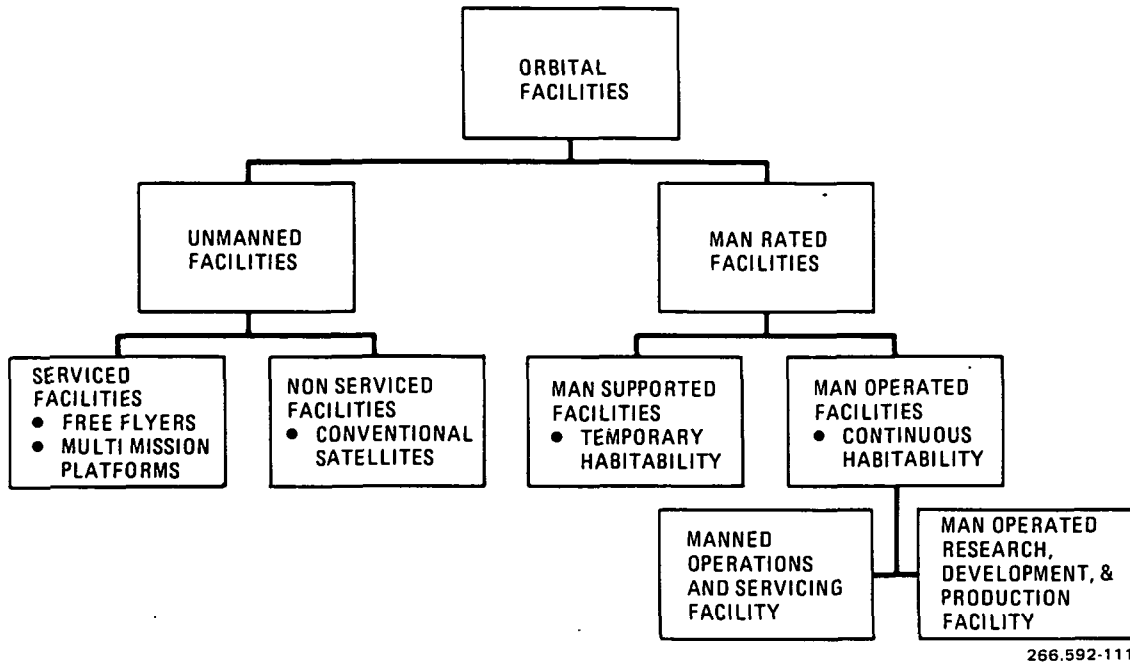 ORBITAL
FACILITIES
UNMANNED
FACILITIES
MAN RATED
FACILITIES
SERVICED
FACILITIES
● FREE FLYERS
● MULTI MISSION
PLATFORMS
NON SERVICED
FACILITIES
● CONVENTIONAL
SATELLITES
MAN SUPPORTED
FACILITIES
● TEMPORARY
HABITABILITY
MAN OPERATED
FACILITIES
● CONTINUOUS
HABITABILITY
MANNED
OPERATIONS
AND SERVICING
FACILITY
MAN OPERATED
RESEARCH,
DEVELOPMENT, &
PRODUCTION
FACILITY
266.592-111